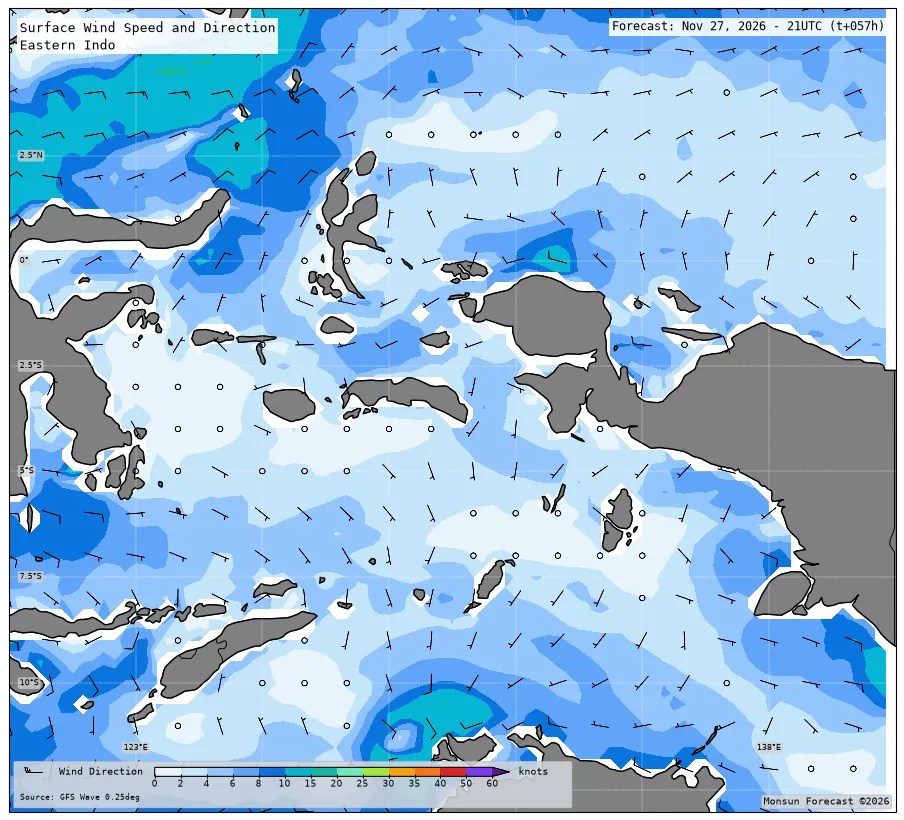 Surface Wind Speed and Direction
Eastern Indo
Forecast: Nov 27, 2026 - 21UTC (t+057h)
2.5°N
0°
2.5°S
5°S
7.5°S
10°S
123°E
138°E
Wind Direction
knots
0 2 4 6 8 10 15 20 25 30 35 40 50 60
Source: GFS Wave 0.25deg
Monsun Forecast ©2026